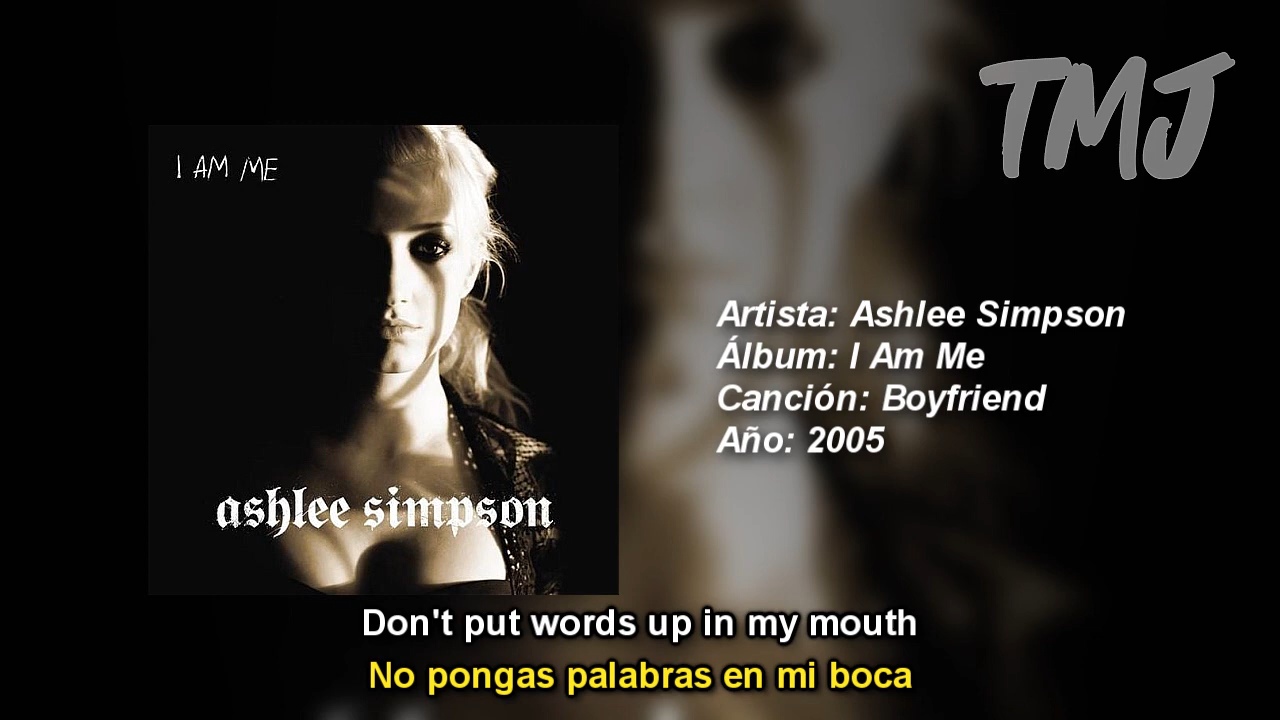 TMJ
I AM ME
ashlee simpson
Artista: Ashlee Simpson
Álbum: I Am Me
Canción: Boyfriend
Año: 2005
Don't put words up in my mouth
No pongas palabras en mi boca